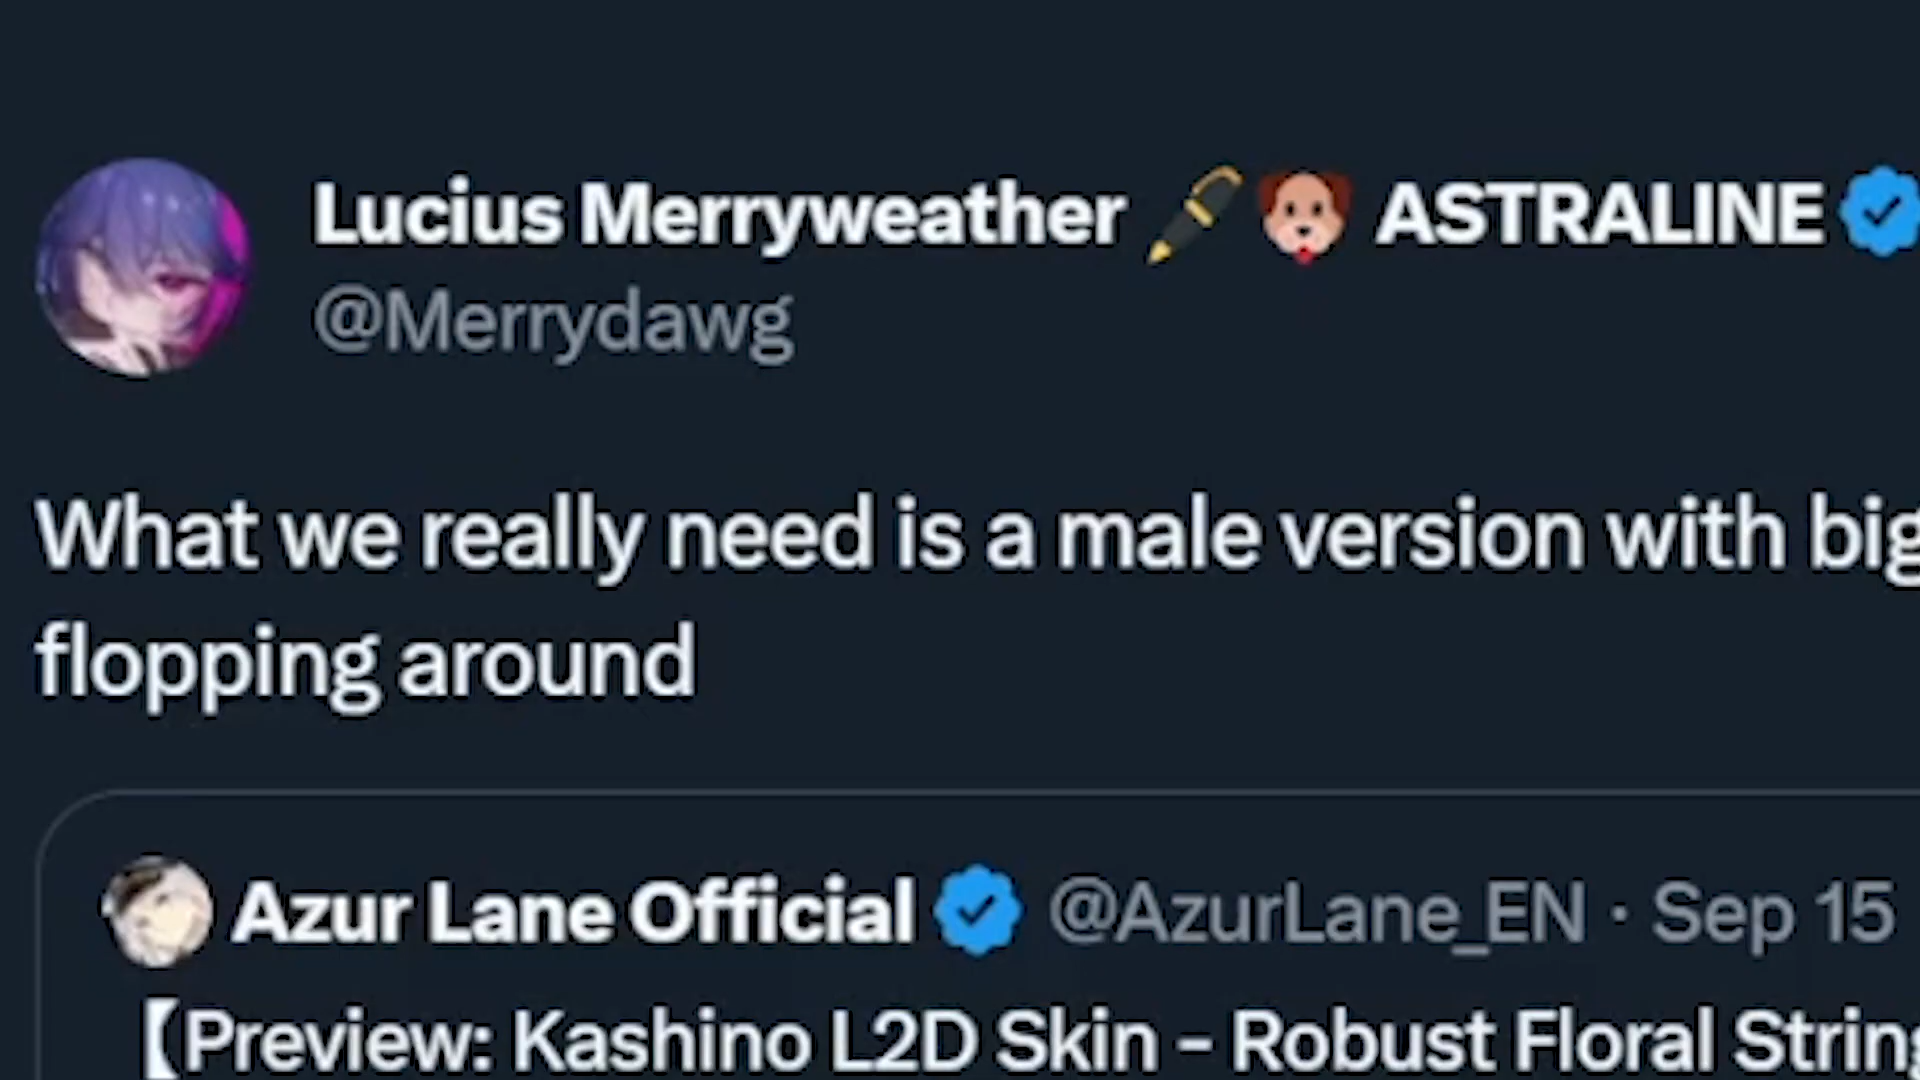 Lucius Merryweather 🖋️🐶 ASTRALINE
@Merrydawg
What we really need is a male version with big
flopping around
Azur Lane Official @AzurLane_EN · Sep 15
【Preview: Kashino L2D Skin – Robust Floral String